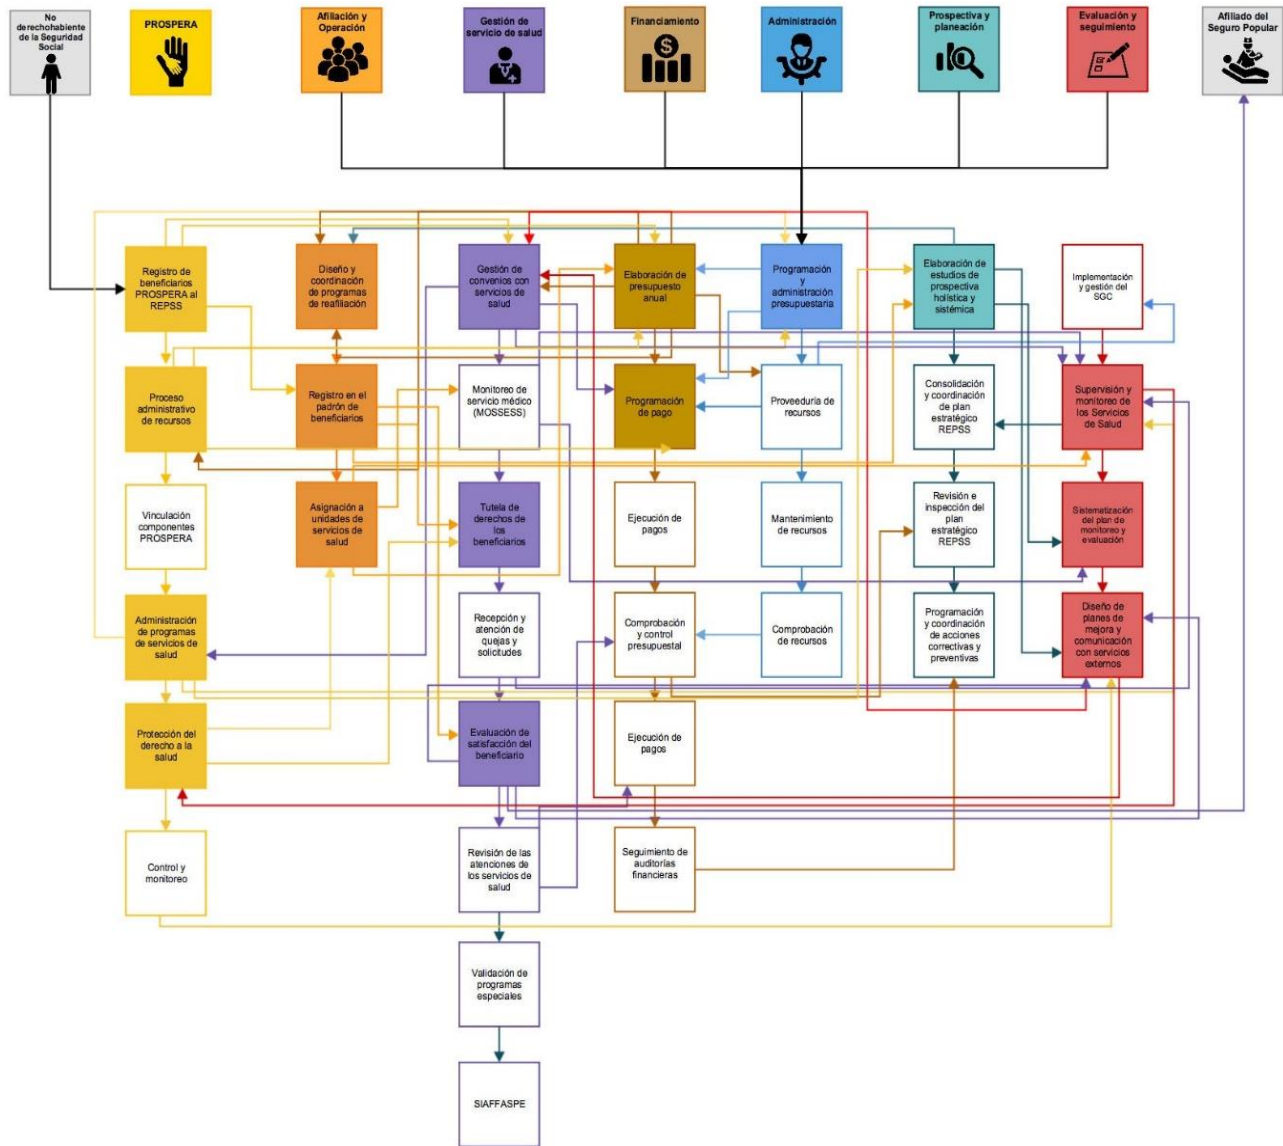 No
derechohabiente
de la Seguridad
Social
PROSPERA
Afiliación y
Operación
Gestión de
servicio de salud
Financiamiento
$
Administración
Prospectiva y
planeación
Evaluación y
seguimiento
Afiliado del
Seguro Popular
Registro de
beneficiarios
PROSPERA al
REPSS
Diseño y
coordinación
de programas
de reafiliación
Gestión de
convenios con
servicios de
salud
Elaboración de
presupuesto
anual
Programación
y
administración
presupuestaria
Elaboración de
estudios de
prospectiva
holística y
sistémica
Implementación
y gestión del
SGC
Proceso
administrativo
de recursos
Registro en el
padrón de
beneficiarios
Monitoreo de
servicio médico
(MOSSESS)
Programación
de pago
Proveeduría de
recursos
Consolidación
y coordinación
de plan
estratégico
REPSS
Supervisión y
monitoreo de
los Servicios
de Salud
Vinculación
componentes
PROSPERA
Asignación a
unidades de
servicios de
salud
Tutela de
derechos de
los
beneficiarios
Ejecución de
pagos
Mantenimiento
de recursos
Revisión e
inspección del
plan
estratégico
REPSS
Sistematización
del plan de
monitoreo y
evaluación
Administración
de programas
de servicios de
salud
Recepción y
atención de
quejas y
solicitudes
Comprobación
y control
presupuestal
Comprobación
de recursos
Programación
y coordinación
de acciones
correctivas y
preventivas
Diseño de
planes de
mejora y
comunicación
con servicios
externos
Protección del
derecho a la
salud
Evaluación de
satisfacción del
beneficiario
Ejecución de
pagos
Control y
monitoreo
Revisión de las
atenciones de
los servicios de
salud
Seguimiento de
auditorías
financieras
Validación de
programas
especiales
SIAFFASPE